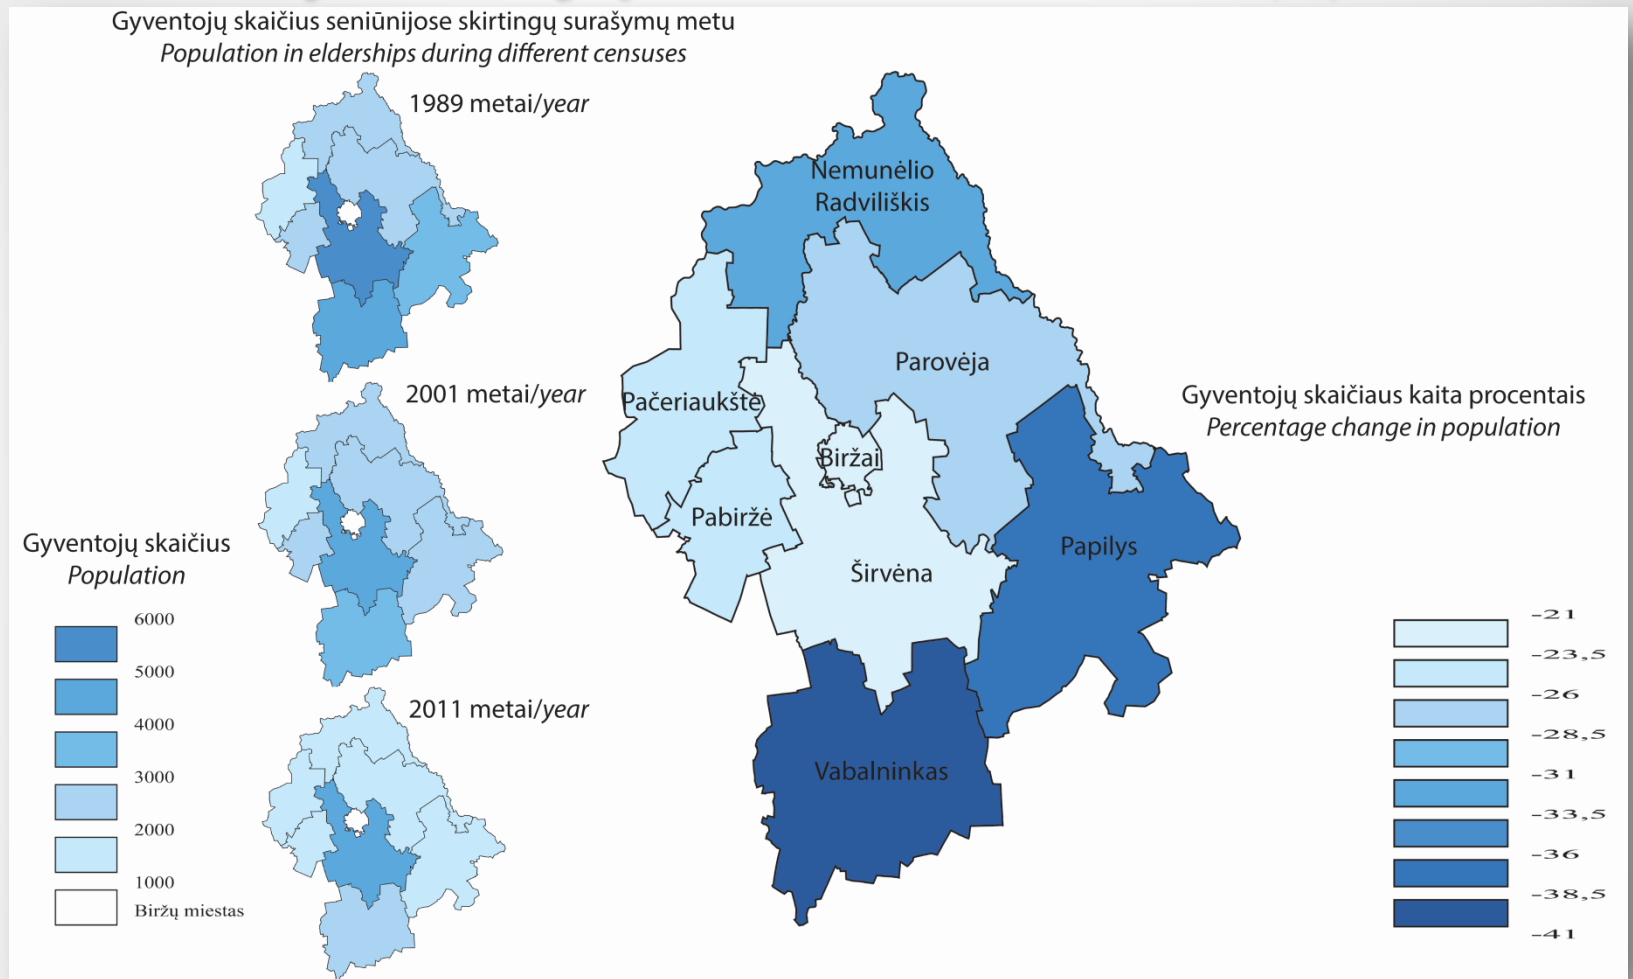 Gyventojų skaičius seniūnijose skirtingų surašymų metu
Population in elderships during different censuses
1989 metai/year
2001 metai/year
2011 metai/year
Gyventojų skaičius
Population
6000
5000
4000
3000
2000
1000
Biržų miestas
Nemunėlio
Radviliškis
Parovėja
Pačeriaukštė
Biržai
Pabiržė
Širvėna
Papilys
Vabalninkas
Gyventojų skaičiaus kaita procentais
Percentage change in population
-21
-23,5
-26
-28,5
-31
-33,5
-36
-38,5
-41